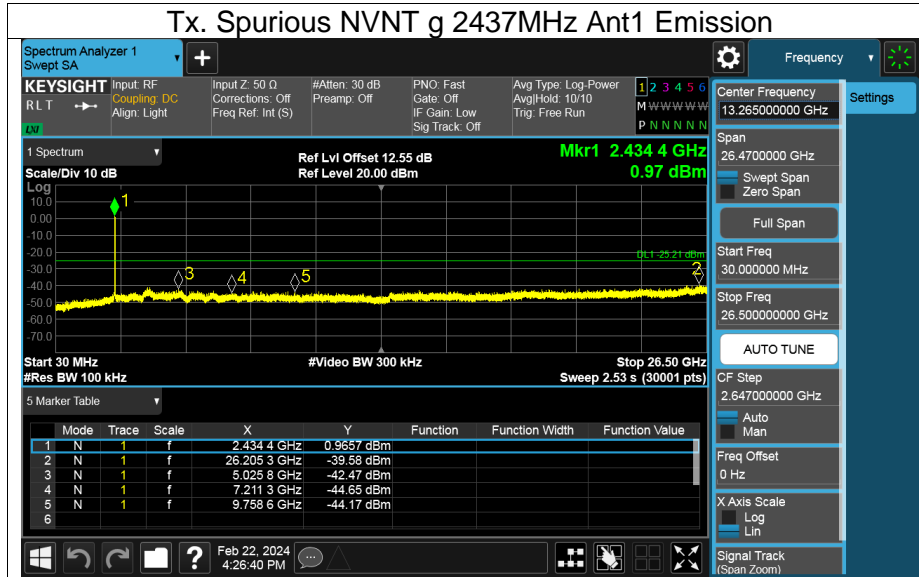 Tx. Spurious NVNT g 2437MHz Ant1 Emission
Spectrum Analyzer 1
Swept SA
+
Frequency
KEYSIGHT
Input: RF
Coupling: DC
Align: Light
Input Z: 50 Ω
Corrections: Off
Freq Ref: Int (S)
#Atten: 30 dB
Preamp: Off
PNO: Fast
Gate: Off
IF Gain: Low
Sig Track: Off
Avg Type: Log-Power
Avg|Hold: 10/10
Trig: Free Run
1 2 3 4 5 6
M W W W W W
P N N N N N
R L T
LXI
Center Frequency
13.265000000 GHz
Settings
1 Spectrum
Ref Lvl Offset 12.55 dB
Mkr1 2.434 4 GHz
Scale/Div 10 dB
Ref Level 20.00 dBm
0.97 dBm
Log
10.0
0.00
-10.0
-20.0
-30.0
-40.0
-50.0
-60.0
-70.0
1
3
4
5
2
DL1 -25.21 dBm
Start 30 MHz
#Video BW 300 kHz
Stop 26.50 GHz
#Res BW 100 kHz
Sweep 2.53 s (30001 pts)
Span
26.4700000 GHz
Swept Span
Zero Span
Full Span
Start Freq
30.000000 MHz
Stop Freq
26.500000000 GHz
AUTO TUNE
CF Step
2.647000000 GHz
Auto
Man
Freq Offset
0 Hz
X Axis Scale
Log
Lin
Signal Track
(Span Zoom)
5 Marker Table
Mode Trace Scale X Y Function Function Width Function Value
1 N 1 f 2.434 4 GHz 0.9657 dBm
2 N 1 f 26.205 3 GHz -39.58 dBm
3 N 1 f 5.025 8 GHz -42.47 dBm
4 N 1 f 7.211 3 GHz -44.65 dBm
5 N 1 f 9.758 6 GHz -44.17 dBm
6
?
Feb 22, 2024
4:26:40 PM